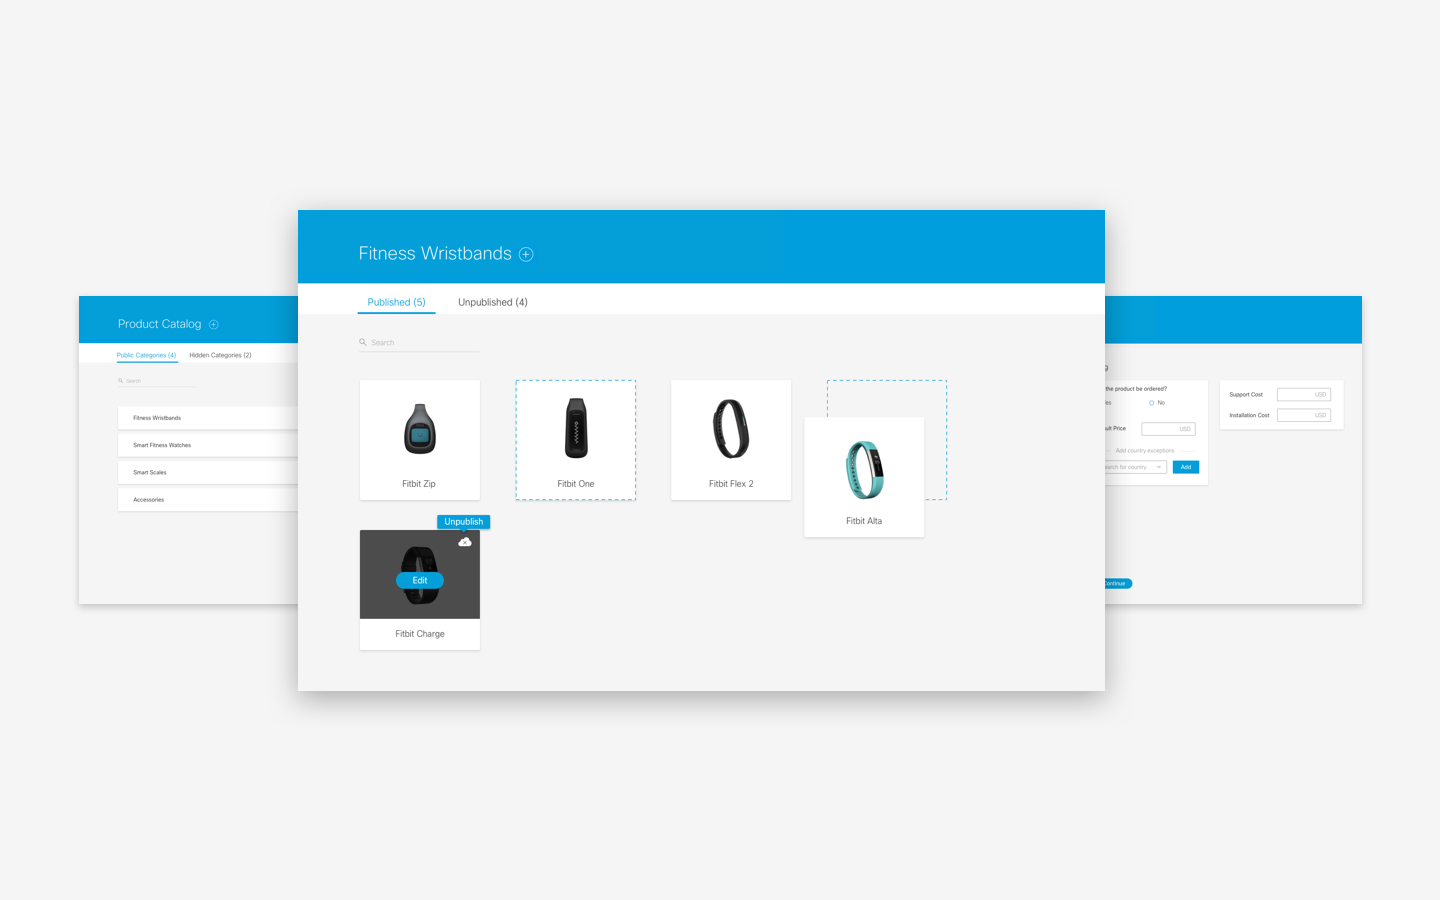 Fitness Wristbands
Published (5)
Unpublished (4)
Search
Fitbit Zip
Fitbit One
Fitbit Flex 2
Fitbit Alta
Unpublish
Edit
Fitbit Charge
Product Catalog
Public Categories (4)
Hidden Categories (2)
Search
Fitness Wristbands
Smart Fitness Watches
Smart Scales
Accessories
the product be ordered?
No
Price
USD
Add country exceptions
for country
Add
Continue
Support Cost
USD
Installation Cost
USD